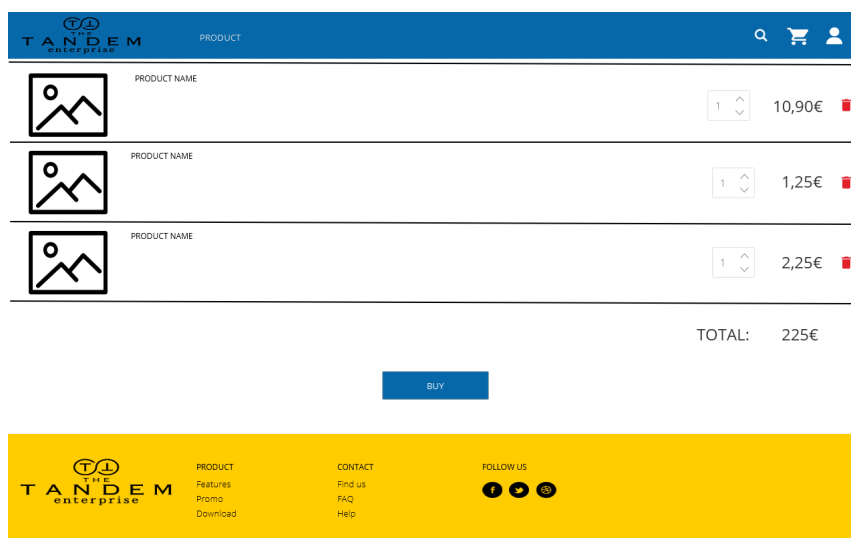 THE
TANDEM
enterprise
PRODUCT
PRODUCT NAME
1
10,90€
PRODUCT NAME
1
1,25€
PRODUCT NAME
1
2,25€
TOTAL: 225€
BUY
THE
TANDEM
enterprise
PRODUCT
Features
Promo
Download
CONTACT
Find us
FAQ
Help
FOLLOW US